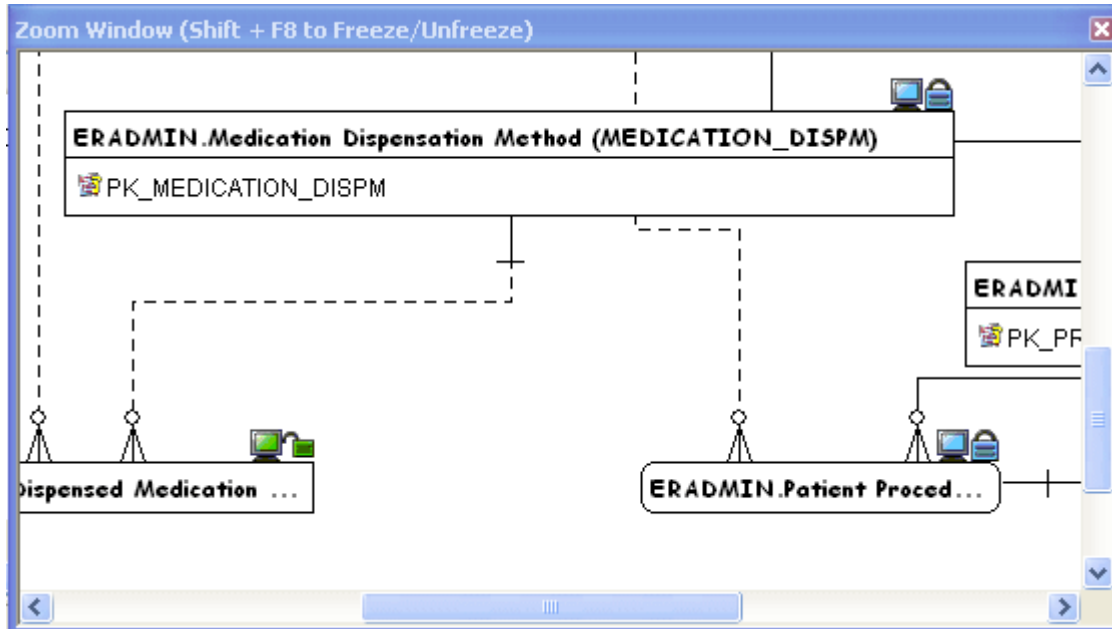 Zoom Window (Shift + F8 to Freeze/Unfreeze)
ERADMIN.Medication Dispensation Method (MEDICATION_DISPM)
PK_MEDICATION_DISPM
ERADMI
PK_PR
Dispensed Medication ...
ERADMIN.Patient Proced...